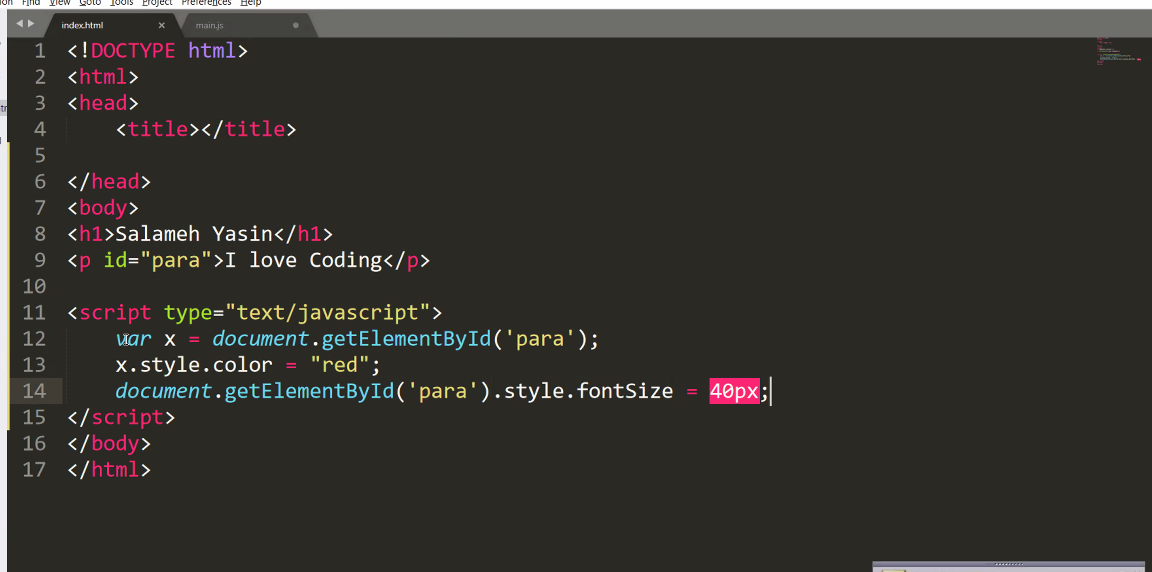 Find View Goto Tools Project Preferences Help
index.html × main.js
1 <!DOCTYPE html>
2 <html>
3 <head>
4     <title></title>
5
6 </head>
7 <body>
8 <h1>Salameh Yasin</h1>
9 <p id="para">I love Coding</p>
10
11 <script type="text/javascript">
12     var x = document.getElementById('para');
13     x.style.color = "red";
14     document.getElementById('para').style.fontSize = 40px;
15 </script>
16 </body>
17 </html>